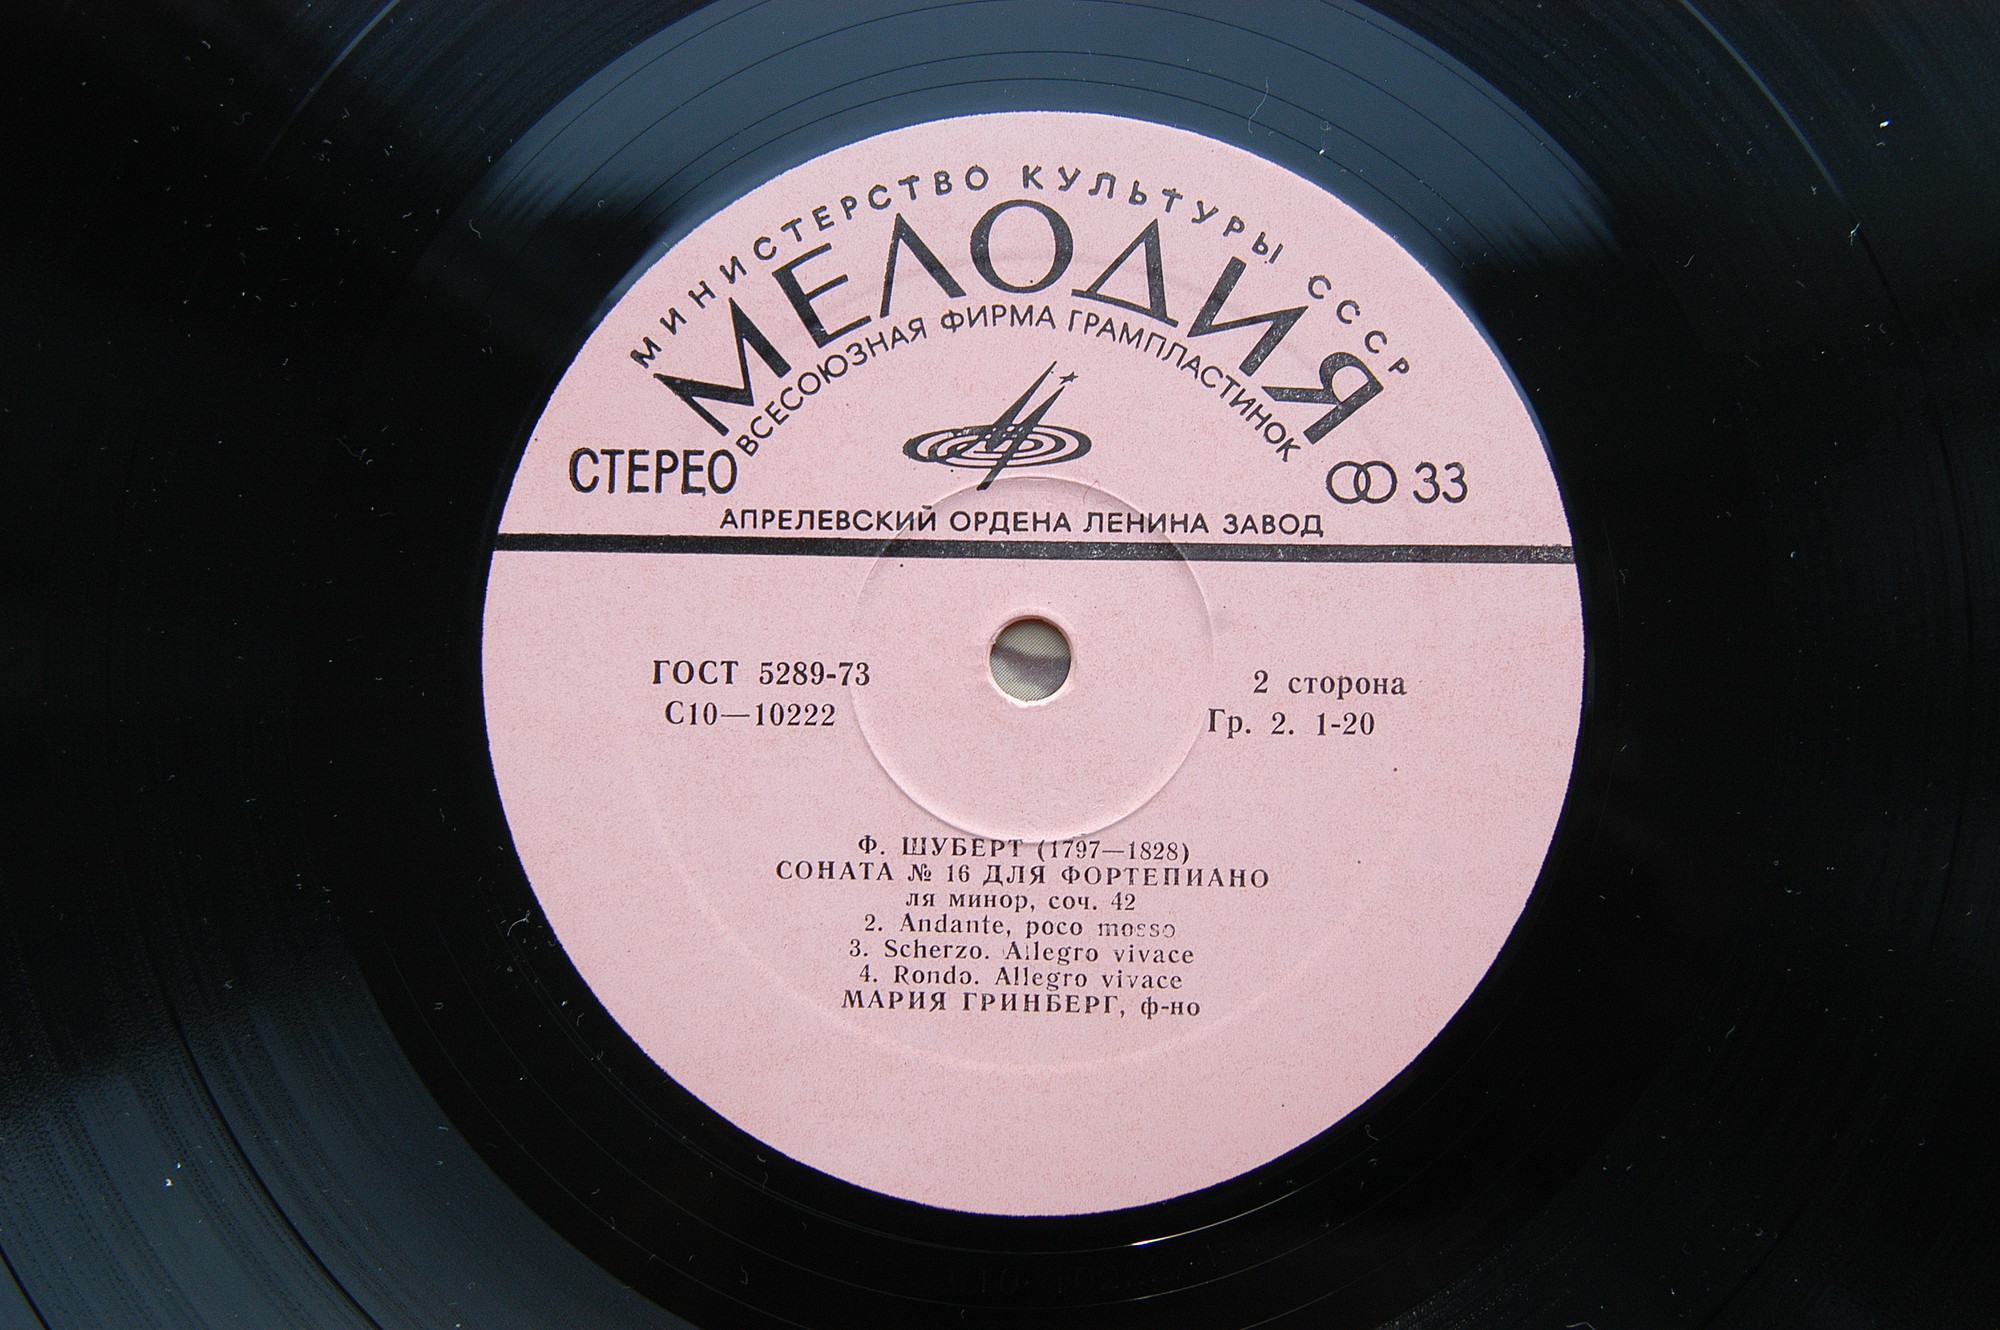 МИНИСТЕРСТВО КУЛЬТУРЫ СССР
МЕЛОДИЯ
ВСЕСОЮЗНАЯ ФИРМА ГРАМПЛАСТИНОК
СТЕРЕО
33
АПРЕЛЕВСКИЙ ОРДЕНА ЛЕНИНА ЗАВОД
ГОСТ 5289-73
С10—10222
2 сторона
Гр. 2. 1-20
Ф. ШУБЕРТ (1797—1828)
СОНАТА № 16 ДЛЯ ФОРТЕПИАНО
ля минор, соч. 42
2. Andante, poco mosso
3. Scherzo. Allegro vivace
4. Rondo. Allegro vivace
МАРИЯ ГРИНБЕРГ, ф-но